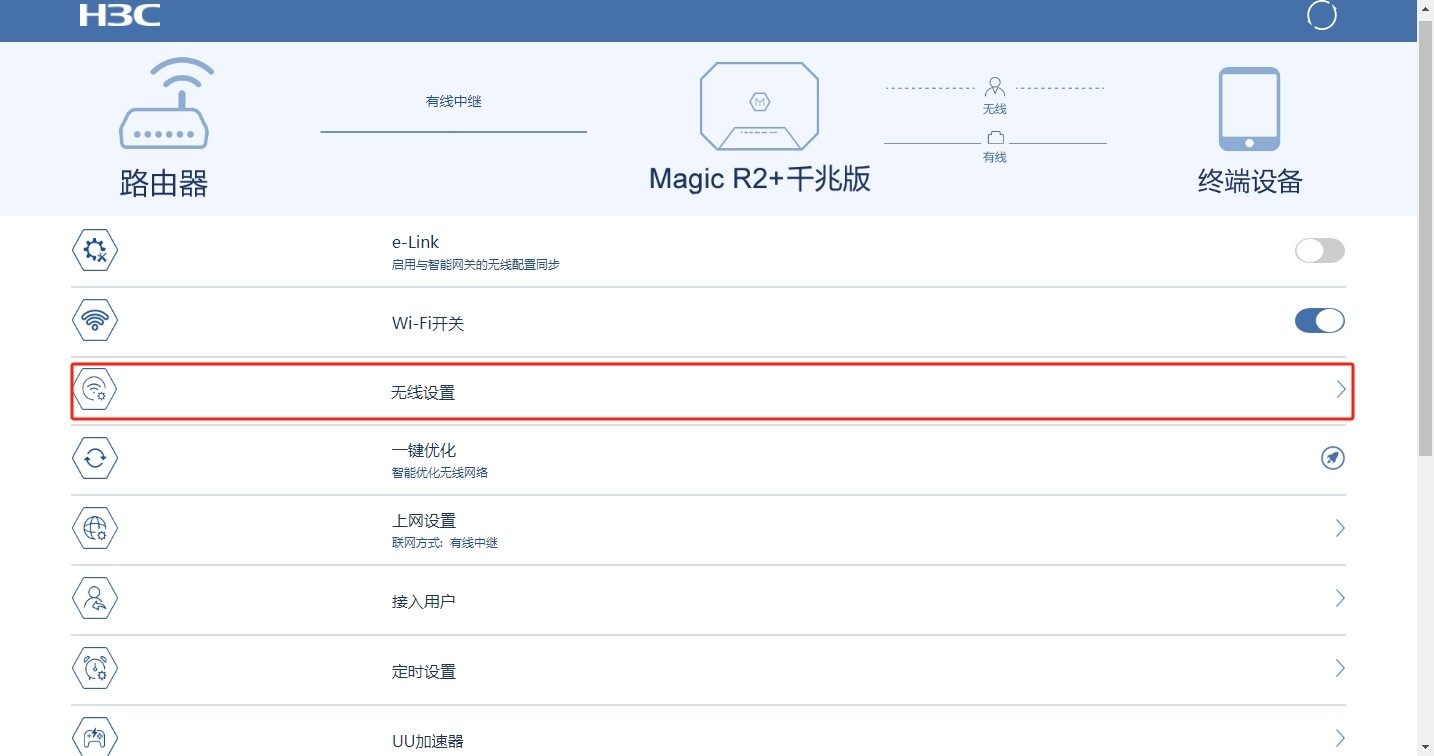 H3C
有线中继
无线
有线
路由器
Magic R2+千兆版
终端设备
e-Link
启用与智能网关的无线配置同步
Wi-Fi开关
无线设置
一键优化
智能优化无线网络
上网设置
联网方式: 有线中继
接入用户
定时设置
UU加速器